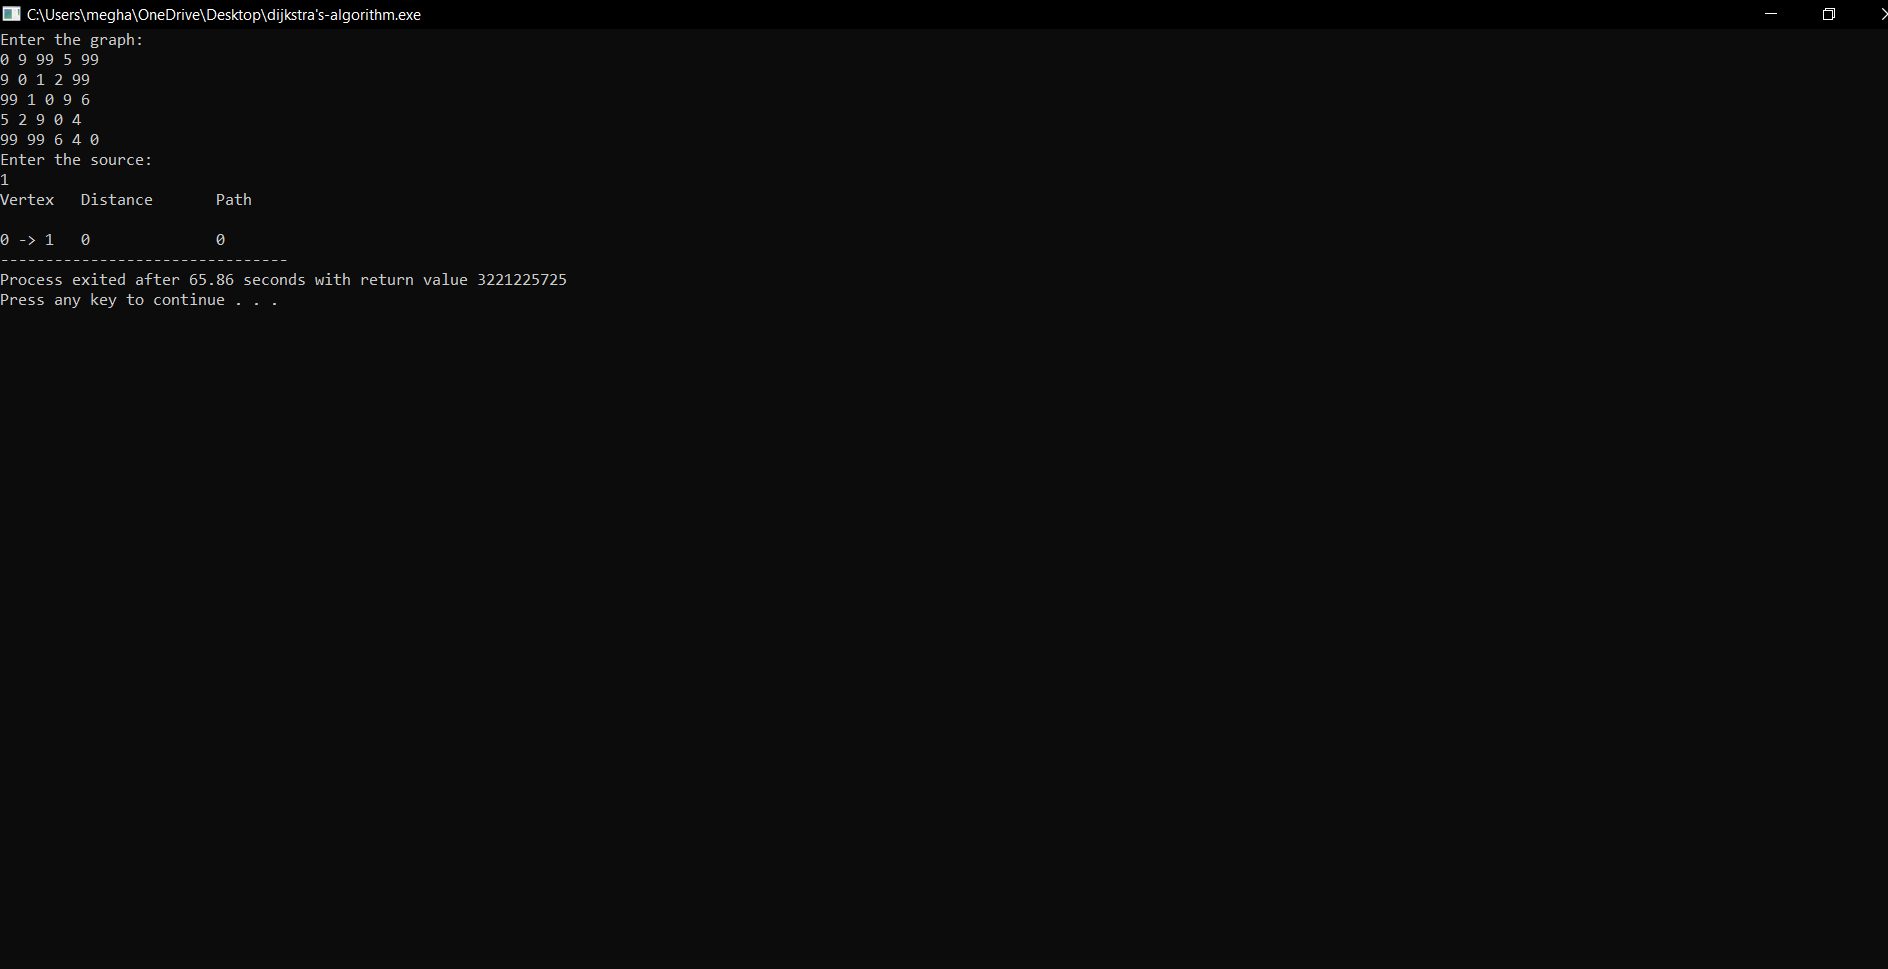 C:\Users\megha\OneDrive\Desktop\dijkstra's-algorithm.exe
Enter the graph:
0 9 99 5 99
9 0 1 2 99
99 1 0 9 6
5 2 9 0 4
99 99 6 4 0
Enter the source:
1
Vertex   Distance       Path
0 -> 1   0              0
--------------------------------
Process exited after 65.86 seconds with return value 3221225725
Press any key to continue . . .